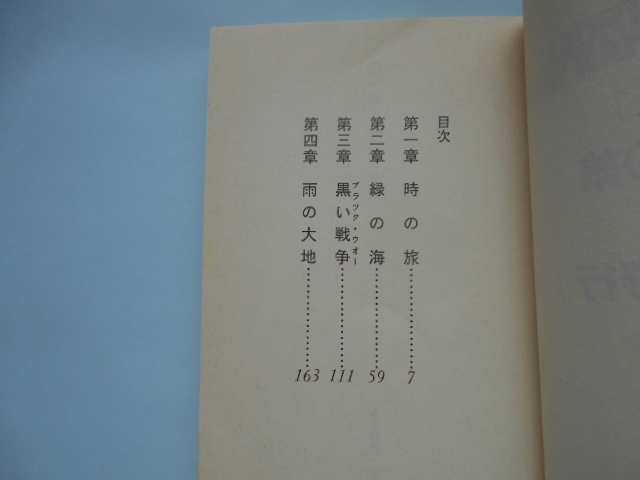 目次
第一章 時の旅……………………7
第二章 緑の海……………………59
第三章 黒い戦争……………………111
ブラック・ウオー
第四章 雨の大地……………………163